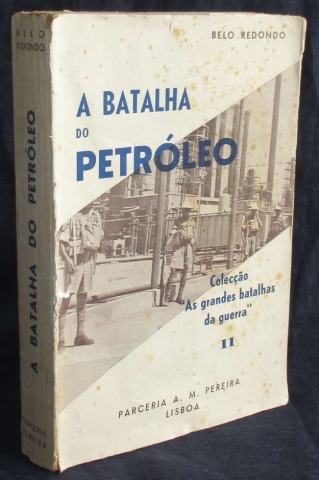 BELO REDONDO
A BATALHA
DO
PETRÓLEO
Colecção
"As grandes batalhas
da guerra"
II
PARCERIA A. M. PEREIRA
LISBOA
BELO
REDONDO
A BATALHA DO PETRÓLEO
PARCERIA
PEREIRA